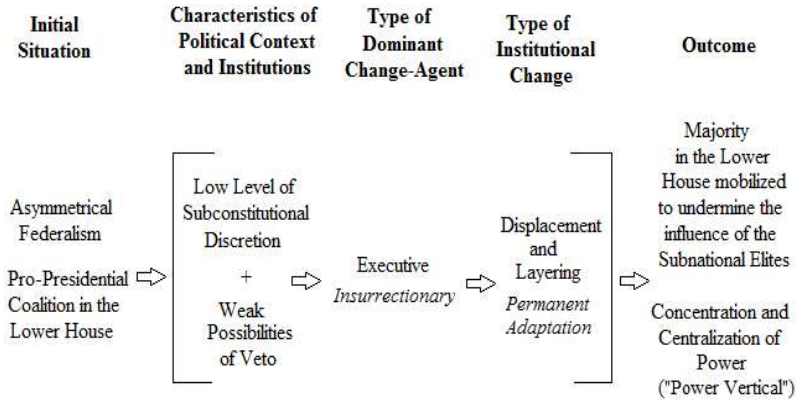 Initial
Situation
Characteristics of
Political Context
and Institutions
Type of
Dominant
Change-Agent
Type of
Institutional
Change
Outcome
Asymmetrical
Federalism
Pro-Presidential
Coalition in the
Lower House
Low Level of
Subconstitutional
Discretion
+
Weak
Possibilities
of Veto
Executive
Insurrectionary
Displacement
and
Layering
Permanent
Adaptation
Majority
in the Lower
House mobilized
to undermine the
influence of the
Subnational Elites
Concentration and
Centralization of
Power
("Power Vertical")